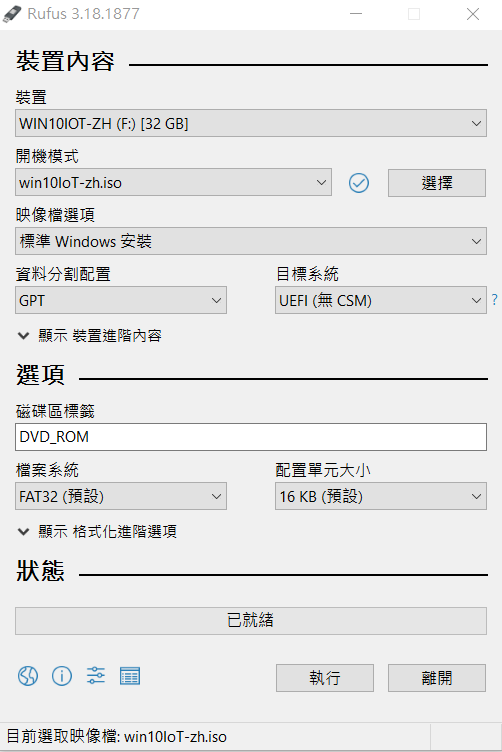 Rufus 3.18.1877
裝置內容
裝置
WIN10IOT-ZH (F:) [32 GB]
開機模式
win10IoT-zh.iso
選擇
映像檔選項
標準 Windows 安裝
資料分割配置
目標系統
GPT
UEFI (無 CSM)
?
顯示 裝置進階內容
選項
磁碟區標籤
DVD_ROM
檔案系統
配置單元大小
FAT32 (預設)
16 KB (預設)
顯示 格式化進階選項
狀態
已就緒
執行
離開
目前選取映像檔: win10IoT-zh.iso